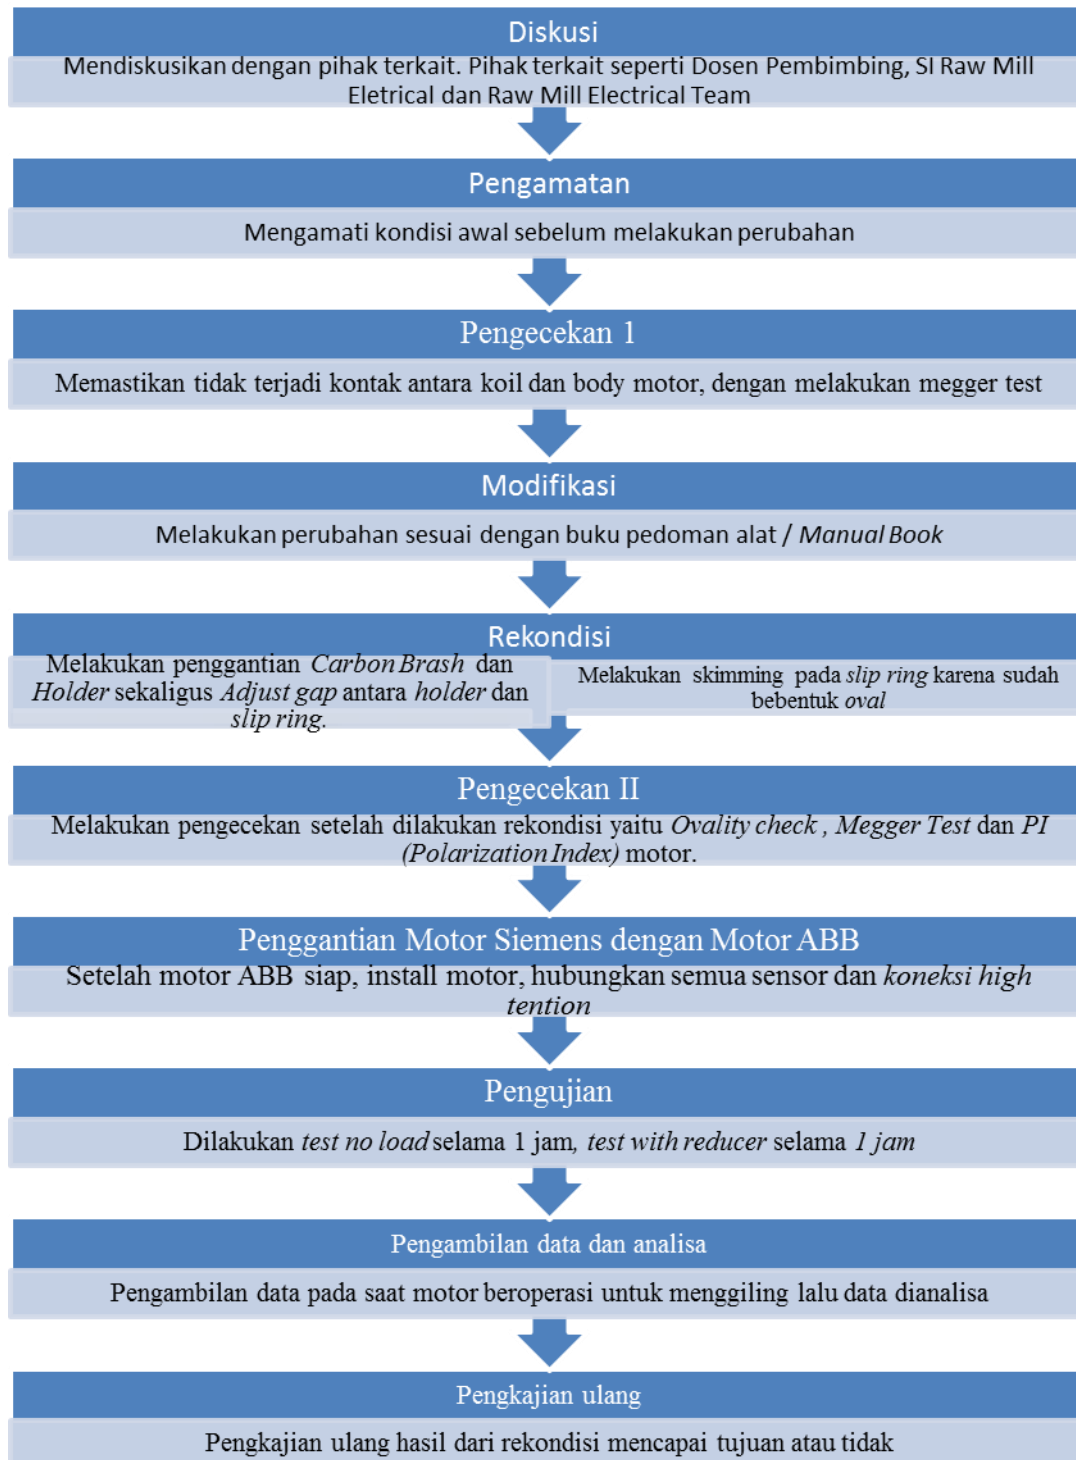 Diskusi
Mendiskusikan dengan pihak terkait. Pihak terkait seperti Dosen Pembimbing, SI Raw Mill
Eletrical dan Raw Mill Electrical Team
Pengamatan
Mengamati kondisi awal sebelum melakukan perubahan
Pengecekan 1
Memastikan tidak terjadi kontak antara koil dan body motor, dengan melakukan megger test
Modifikasi
Melakukan perubahan sesuai dengan buku pedoman alat / Manual Book
Rekondisi
Melakukan penggantian Carbon Brash dan
Holder sekaligus Adjust gap antara holder dan
slip ring.
Melakukan skimming pada slip ring karena sudah
bebentuk oval
Pengecekan II
Melakukan pengecekan setelah dilakukan rekondisi yaitu Ovality check , Megger Test dan PI
(Polarization Index) motor.
Penggantian Motor Siemens dengan Motor ABB
Setelah motor ABB siap, install motor, hubungkan semua sensor dan koneksi high
tention
Pengujian
Dilakukan test no load selama 1 jam, test with reducer selama 1 jam
Pengambilan data dan analisa
Pengambilan data pada saat motor beroperasi untuk menggiling lalu data dianalisa
Pengkajian ulang
Pengkajian ulang hasil dari rekondisi mencapai tujuan atau tidak